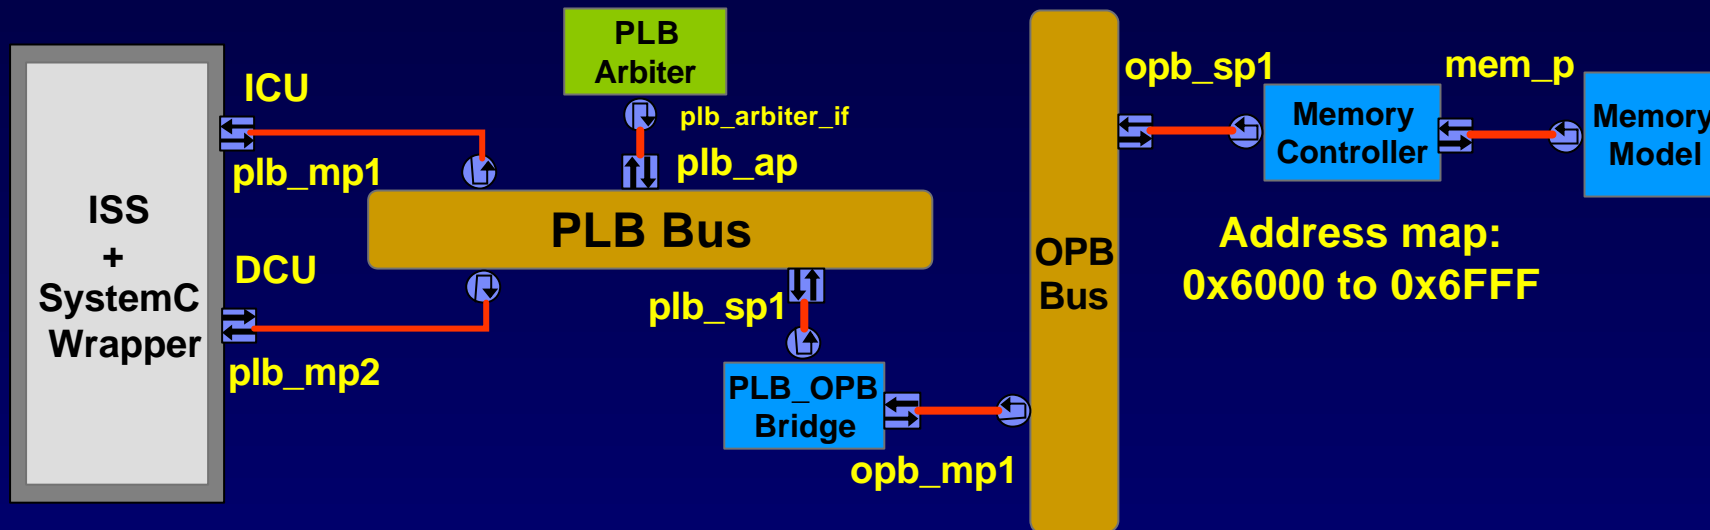 ISS
+
SystemC
Wrapper
ICU
plb_mp1
DCU
plb_mp2
PLB
Arbiter
plb_arbiter_if
plb_ap
PLB Bus
plb_sp1
PLB_OPB
Bridge
opb_mp1
OPB
Bus
opb_sp1
Memory
Controller
mem_p
Memory
Model
Address map:
0x6000 to 0x6FFF